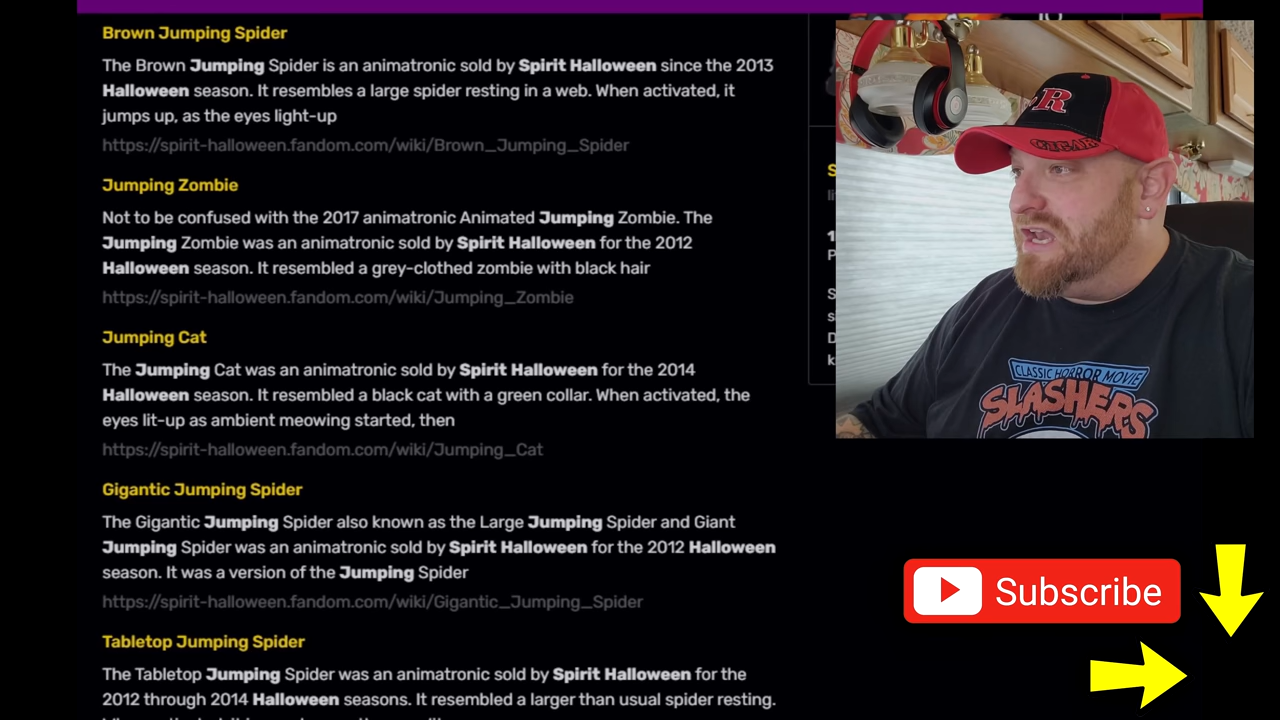 Brown Jumping Spider
The Brown Jumping Spider is an animatronic sold by Spirit Halloween since the 2013
Halloween season. It resembles a large spider resting in a web. When activated, it
jumps up, as the eyes light-up
https://spirit-halloween.fandom.com/wiki/Brown_Jumping_Spider
Jumping Zombie
Not to be confused with the 2017 animatronic Animated Jumping Zombie. The
Jumping Zombie was an animatronic sold by Spirit Halloween for the 2012
Halloween season. It resembled a grey-clothed zombie with black hair
https://spirit-halloween.fandom.com/wiki/Jumping_Zombie
Jumping Cat
The Jumping Cat was an animatronic sold by Spirit Halloween for the 2014
Halloween season. It resembled a black cat with a green collar. When activated, the
eyes lit-up as ambient meowing started, then
https://spirit-halloween.fandom.com/wiki/Jumping_Cat
Gigantic Jumping Spider
The Gigantic Jumping Spider also known as the Large Jumping Spider and Giant
Jumping Spider was an animatronic sold by Spirit Halloween for the 2012 Halloween
season. It was a version of the Jumping Spider
https://spirit-halloween.fandom.com/wiki/Gigantic_Jumping_Spider
Tabletop Jumping Spider
The Tabletop Jumping Spider was an animatronic sold by Spirit Halloween for the
2012 through 2014 Halloween seasons. It resembled a larger than usual spider resting.
R
CIGAR
CLASSIC HORROR MOVIE
SLASHERS
Subscribe